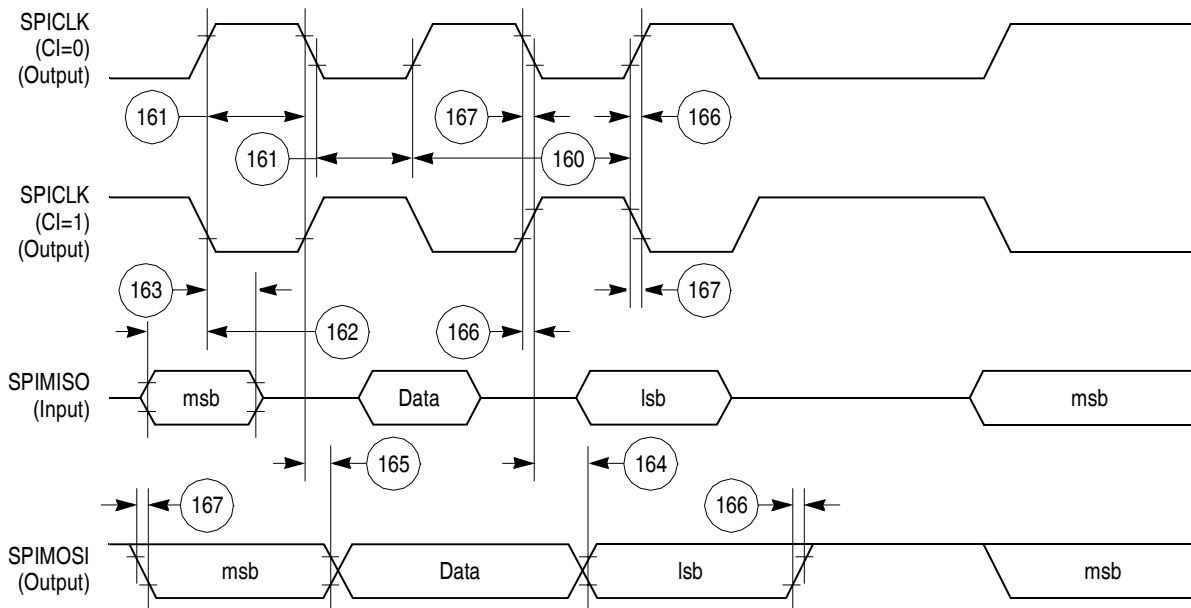 SPICLK
(CI=0)
(Output)
161
167
166
161
160
SPICLK
(CI=1)
(Output)
163
167
162
166
SPIMISO
(Input)
msb
Data
lsb
msb
165
164
167
166
SPIMOSI
(Output)
msb
Data
lsb
msb